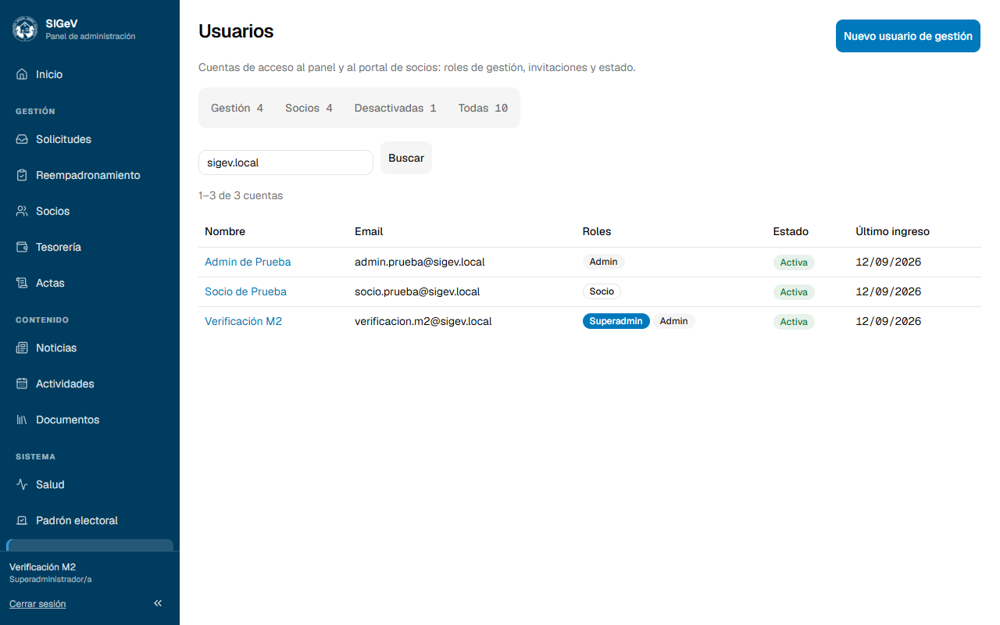 SIGeV
Panel de administración
Inicio
GESTIÓN
Solicitudes
Reempadronamiento
Socios
Tesorería
Actas
CONTENIDO
Noticias
Actividades
Documentos
SISTEMA
Salud
Padrón electoral
Verificación M2
Superadministrador/a
Cerrar sesión
Usuarios
Nuevo usuario de gestión
Cuentas de acceso al panel y al portal de socios: roles de gestión, invitaciones y estado.
Gestión 4 Socios 4 Desactivadas 1 Todas 10
sigev.local Buscar
1–3 de 3 cuentas
Nombre Email Roles Estado Último ingreso
Admin de Prueba admin.prueba@sigev.local Admin Activa 12/09/2026
Socio de Prueba socio.prueba@sigev.local Socio Activa 12/09/2026
Verificación M2 verificacion.m2@sigev.local Superadmin Admin Activa 12/09/2026